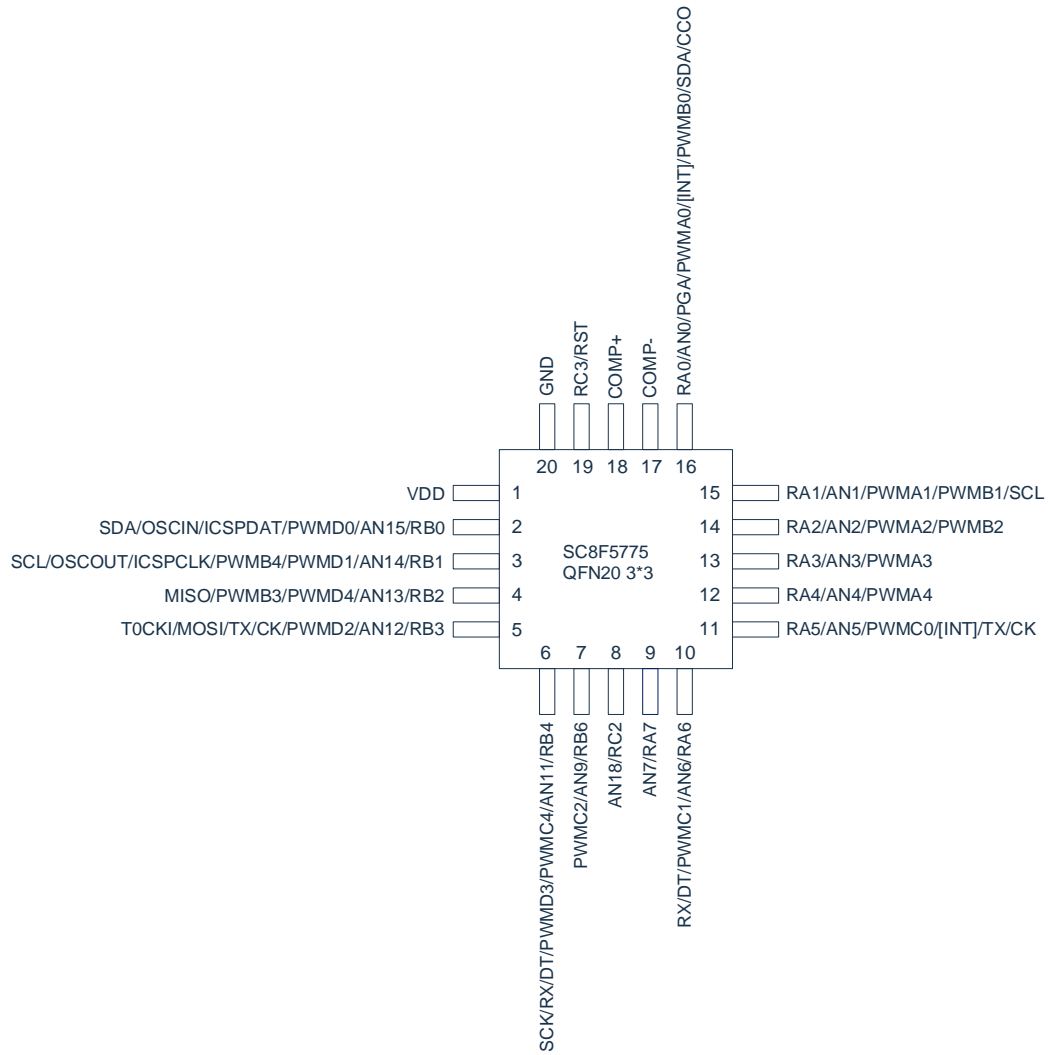 RA0/AN0/PGA/PWMA0/[INT]/PWMB0/SDA/CCO
GND
RC3/RST
COMP+
COMP-
20 19 18 17 16
VDD 1
15 RA1/AN1/PWMA1/PWMB1/SCL
SDA/OSCIN/ICSPDAT/PWMD0/AN15/RB0 2
14 RA2/AN2/PWMA2/PWMB2
SCL/OSCOUT/ICSPCLK/PWMB4/PWMD1/AN14/RB1 3
SC8F5775
QFN20 3*3
13 RA3/AN3/PWMA3
MISO/PWMB3/PWMD4/AN13/RB2 4
12 RA4/AN4/PWMA4
T0CKI/MOSI/TX/CK/PWMD2/AN12/RB3 5
11 RA5/AN5/PWMC0/[INT]/TX/CK
6 7 8 9 10
SCK/RX/DT/PWMD3/PWMC4/AN11/RB4
PWMC2/AN9/RB6
AN18/RC2
AN7/RA7
RX/DT/PWMC1/AN6/RA6